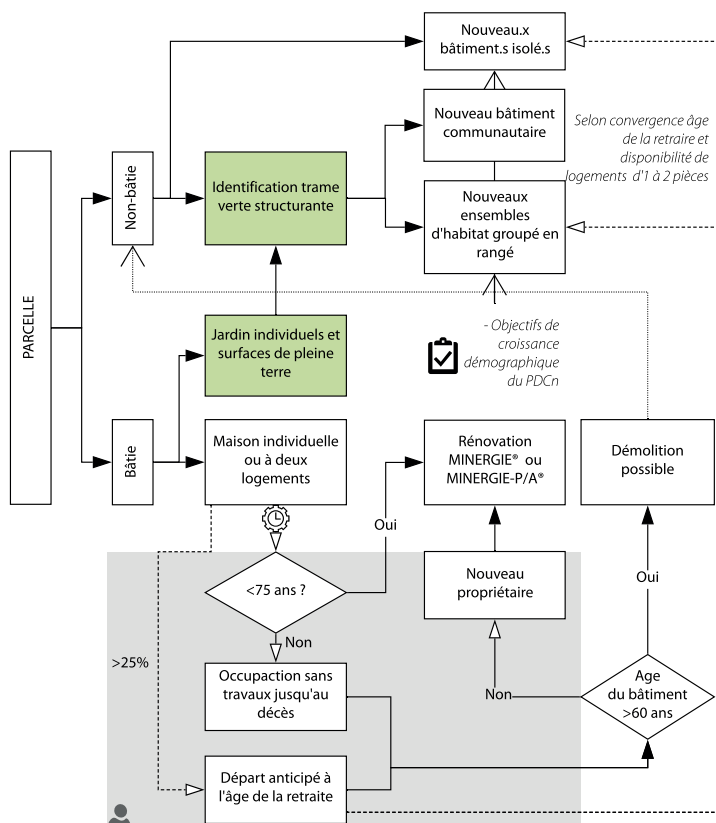 Nouveau.x
bâtiment.s isolé.s
Nouveau bâtiment
communautaire
Selon convergence âge
de la retraire et
disponibilité de
logements d'1 à 2 pièces
Non-bâtie
Identification trame
verte structurante
Nouveaux
ensembles
d'habitat groupé en
rangé
PARCELLE
Jardin individuels et
surfaces de pleine
terre
- Objectifs de
croissance
démographique
du PDCn
Bâtie
Maison individuelle
ou à deux
logements
Rénovation
MINERGIE® ou
MINERGIE-P/A®
Démolition
possible
Oui
<75 ans ?
Nouveau
propriétaire
Oui
Non
>25%
Occupaction sans
travaux jusqu'au
décès
Non
Age
du bâtiment
>60 ans
Départ anticipé à
l'âge de la retraite